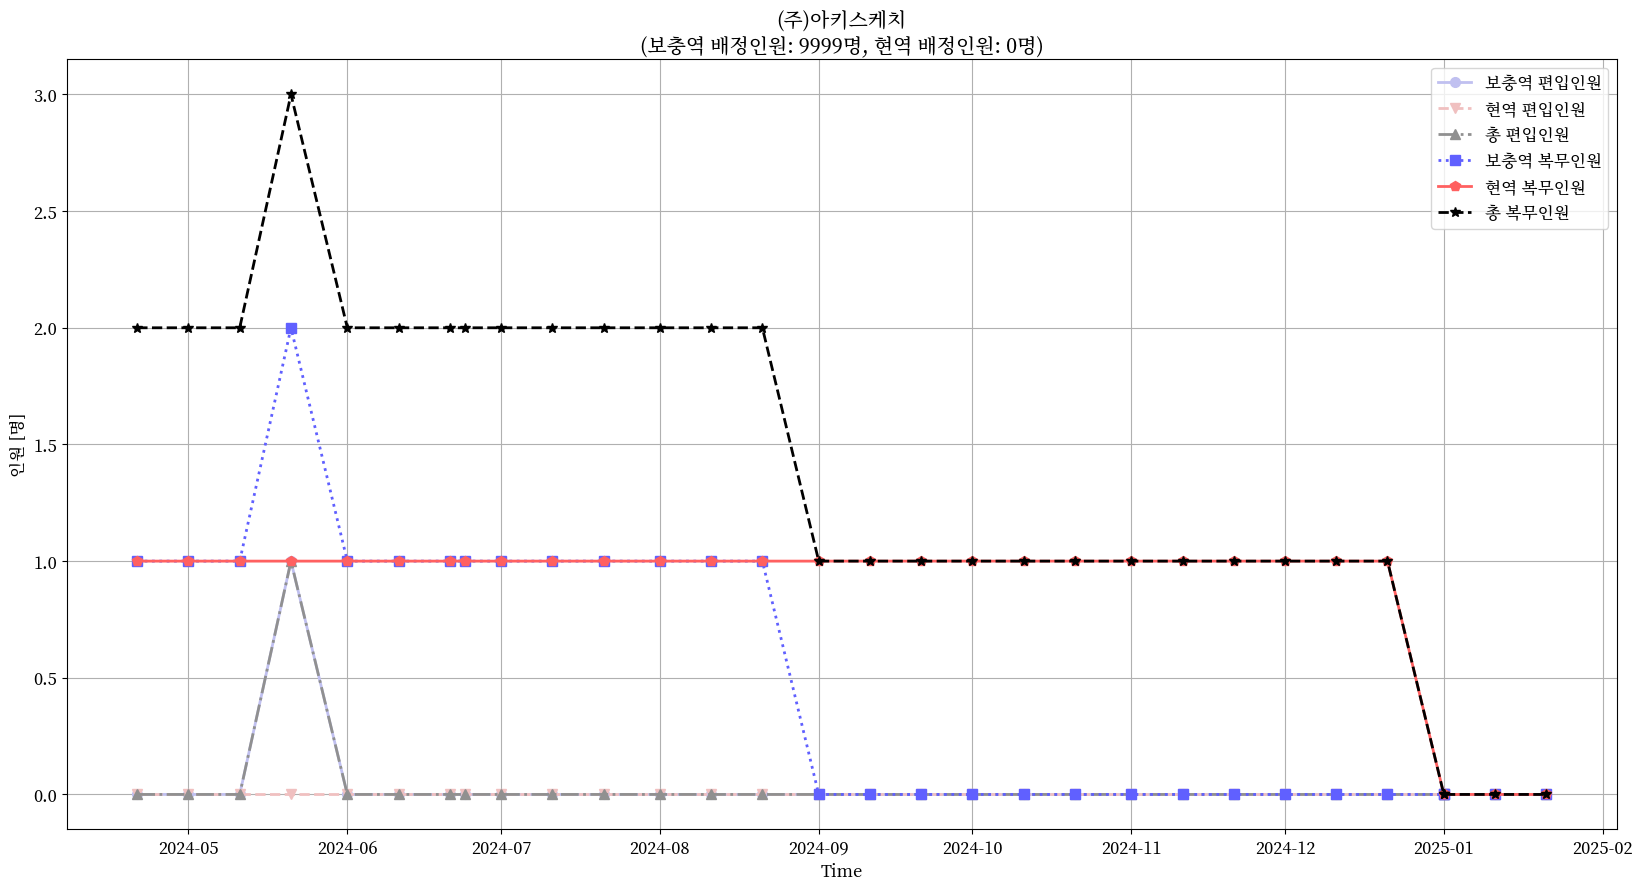 (주)아키스케치
(보충역 배정인원: 9999명, 현역 배정인원: 0명)
보충역 편입인원
현역 편입인원
총 편입인원
보충역 복무인원
현역 복무인원
총 복무인원
인원 [명]
3.0
2.5
2.0
1.5
1.0
0.5
0.0
2024-05 2024-06 2024-07 2024-08 2024-09 2024-10 2024-11 2024-12 2025-01 2025-02
Time